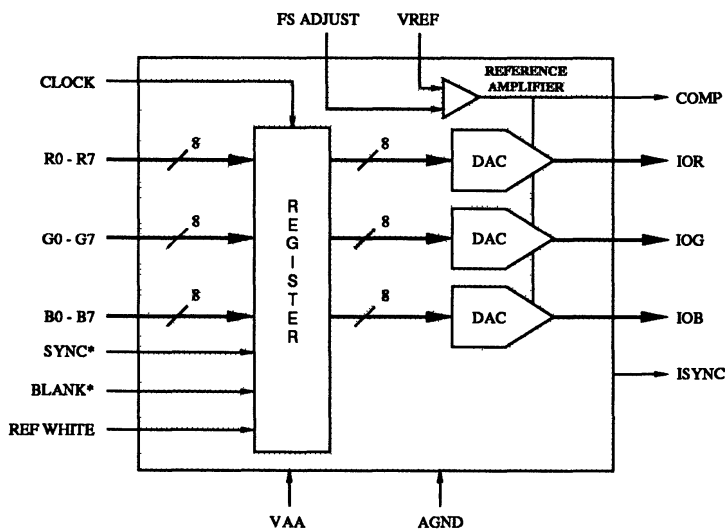 FS ADJUST
VREF
CLOCK
REFERENCE
AMPLIFIER
COMP
R0 - R7
8
8
DAC
IOR
G0 - G7
8
8
DAC
IOG
B0 - B7
8
8
DAC
IOB
REGISTER
SYNC*
ISYNC
BLANK*
REF WHITE
VAA
AGND